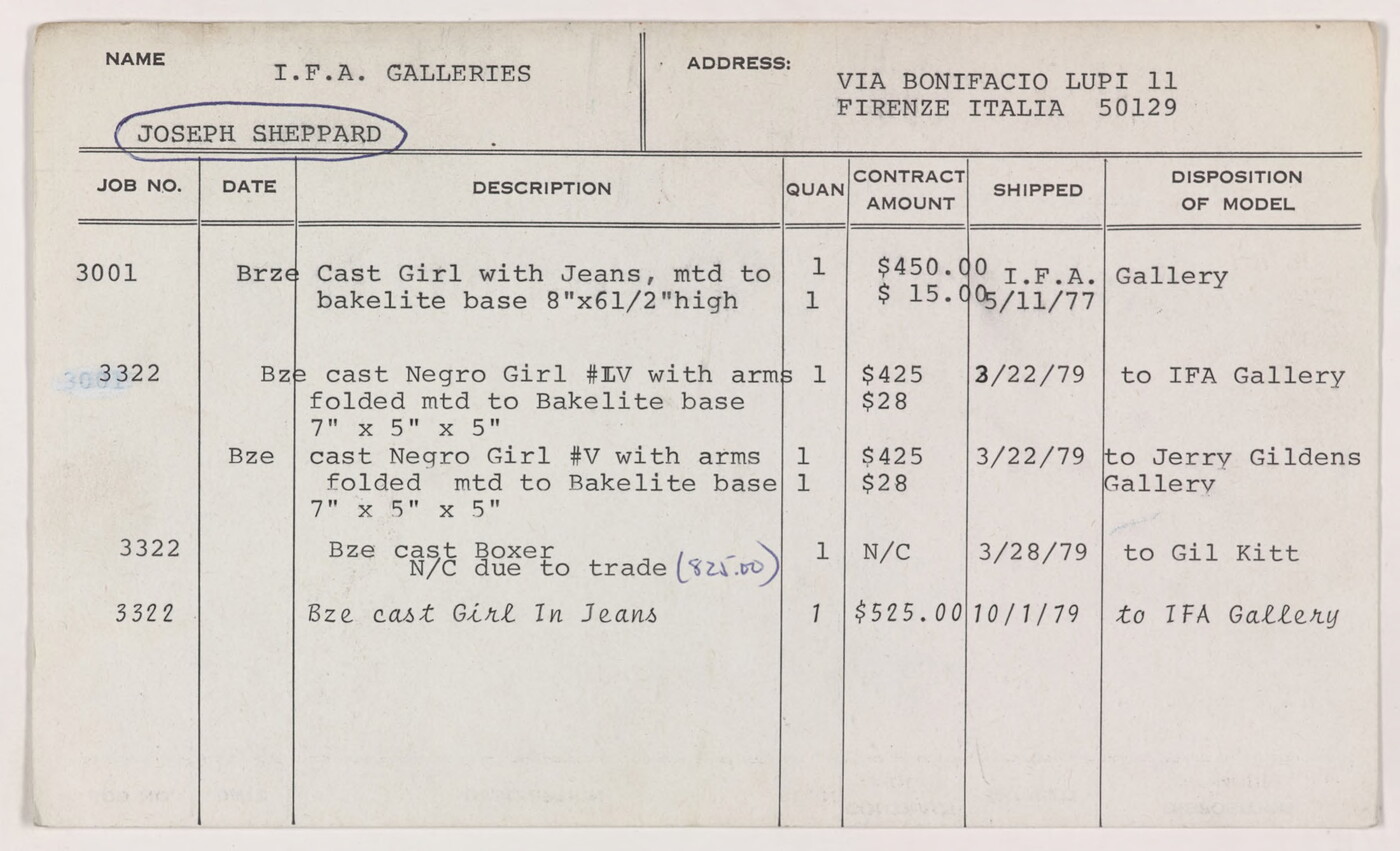 NAME I.F.A. GALLERIES ADDRESS: VIA BONIFACIO LUPI 11
FIRENZE ITALIA 50129
JOSEPH SHEPPARD
JOB NO. DATE DESCRIPTION QUAN CONTRACT AMOUNT SHIPPED DISPOSITION OF MODEL
3001 Brze Cast Girl with Jeans, mtd to 1 $450.00 I.F.A. Gallery
bakelite base 8"x61/2"high 1 $ 15.00 5/11/77
3001 3322 Bze cast Negro Girl #LV with arms 1 $425 3/22/79 to IFA Gallery
folded mtd to Bakelite base $28
7" x 5" x 5"
Bze cast Negro Girl #V with arms 1 $425 3/22/79 to Jerry Gildens
folded mtd to Bakelite base 1 $28 Gallery
7" x 5" x 5"
3322 Bze cast Boxer 1 N/C 3/28/79 to Gil Kitt
N/C due to trade (825.00)
3322 Bze cast Girl In Jeans 1 $525.00 10/1/79 to IFA Gallery